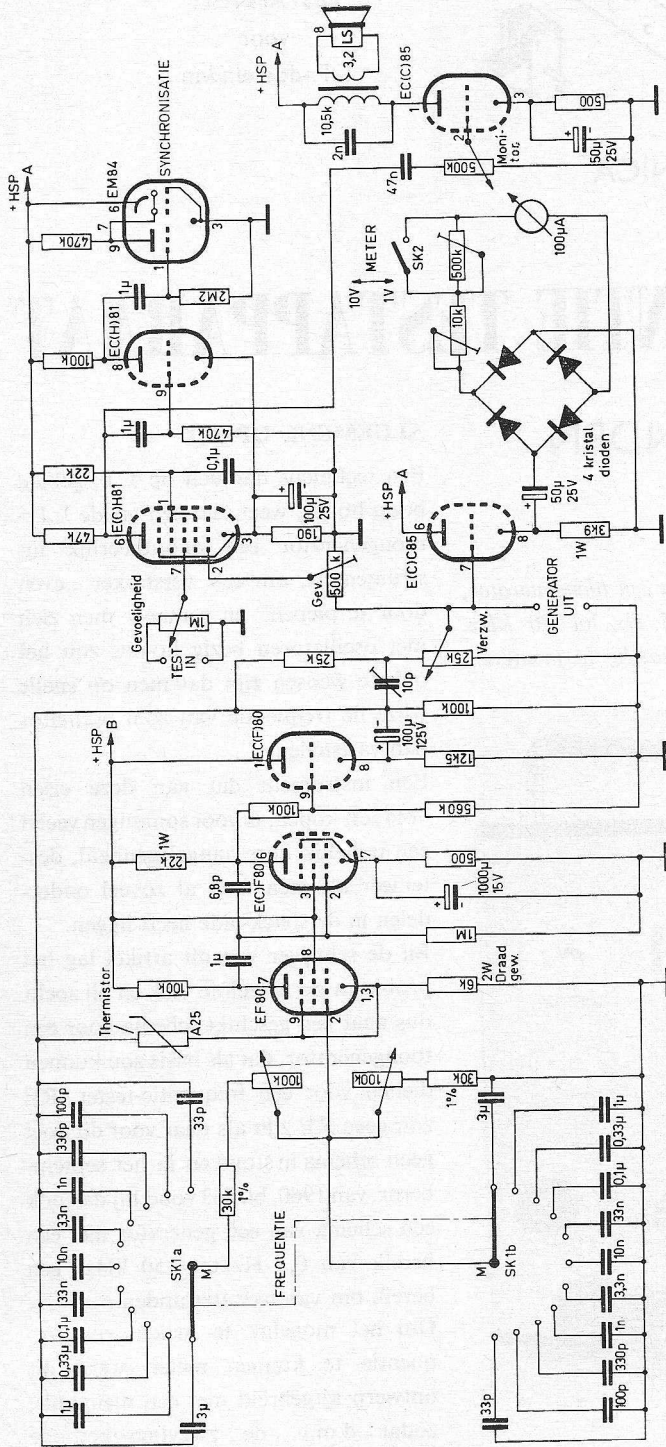 +HSP A
+HSP A
8
3,2
LS
10,5k
2n
EC(C)85
1
2
3
Moni-
tor.
500k
47n
500
50µ
25V
EM84
SYNCHRONISATIE
470k
6
7
9
1
3
1µ
2M2
100k
EC(H)81
8
9
1µ
470k
22k
0,1µ
47k
E(C)H81
6
1
7
2
3
100µ
25V
190
500k
Gev.
Gevoeligheid
TEST
IN
1M
METER
10V
1V
SK2
500k
10k
100µA
4 kristal
dioden
50µ
25V
+HSP A
E(C)C85
6
7
8
3k9
1W
GENERATOR
UIT
Verzw.
25k
25k
10p
100k
100µ
125V
+HSP B
EC(F)80
1
9
8
12k5
100k
560k
22k
1W
E(C)F80
6
3
2
7
6,8p
500
1000µ
15V
1M
1µ
100k
EF80
7
8
9
2
1,3
6k
2W
Draad
gew.
Thermistor
A25
100k
100k
30k
1%
30k
1%
3µ
FREQUENTIE
100p
330p
1n
3,3n
10n
33n
0,1µ
0,33µ
1µ
33p
3µ
SK1a
M
SK1b
M
1µ
0,33µ
0,1µ
33n
10n
3,3n
1n
330p
100p
33p